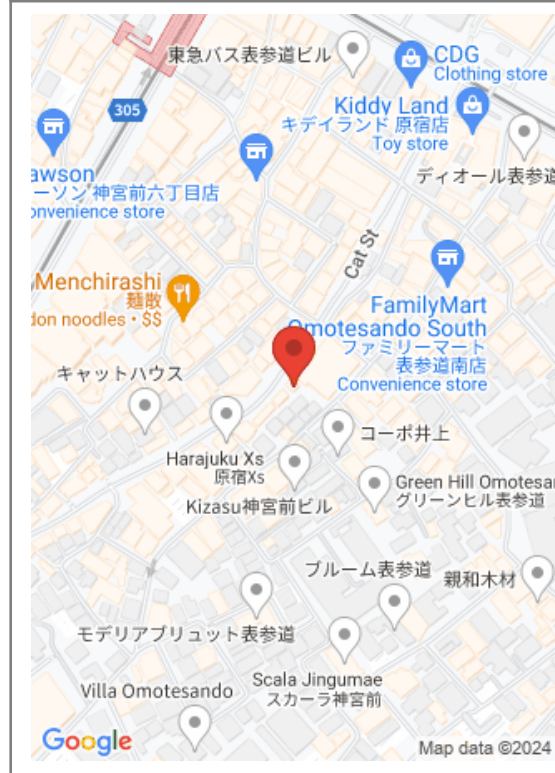 東急バス表参道ビル
CDG
Clothing store
305
Kiddy Land
キデイランド 原宿店
Toy store
awson
ーソン 神宮前六丁目店
onvenience store
ディオール表参道
Cat St
Menchirashi
麺散
don noodles • $$
FamilyMart
Omotesando South
ファミリーマート
表参道南店
Convenience store
キャットハウス
コーポ井上
Harajuku Xs
原宿Xs
Kizasu神宮前ビル
Green Hill Omotesan
グリーンヒル表参道
ブルーム表参道
親和木材
モデリアブリュット表参道
Scala Jingumae
スカーラ神宮前
Villa Omotesando
Google
Map data ©2024